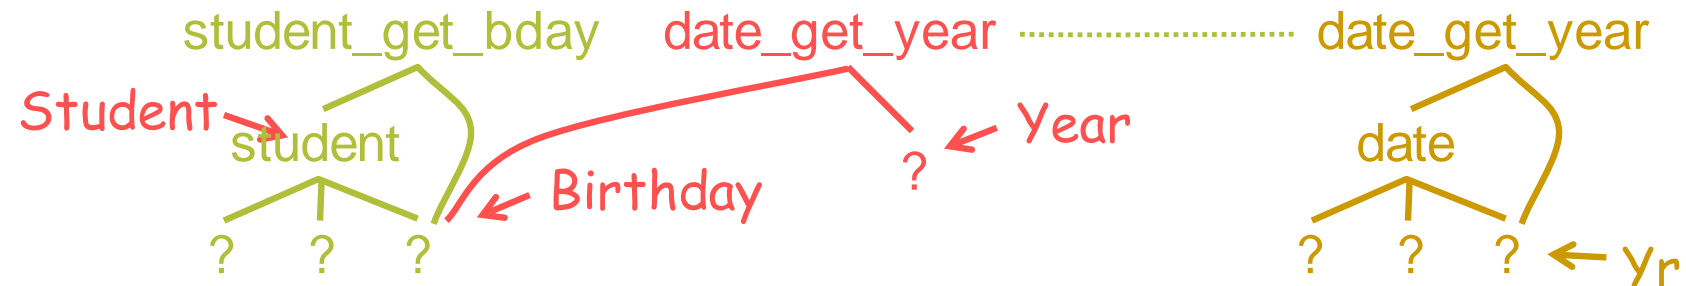 student_get_bday date_get_year date_get_year
Student
student
Year
date
?
Birthday
? ? ?
? ? ?
Yr